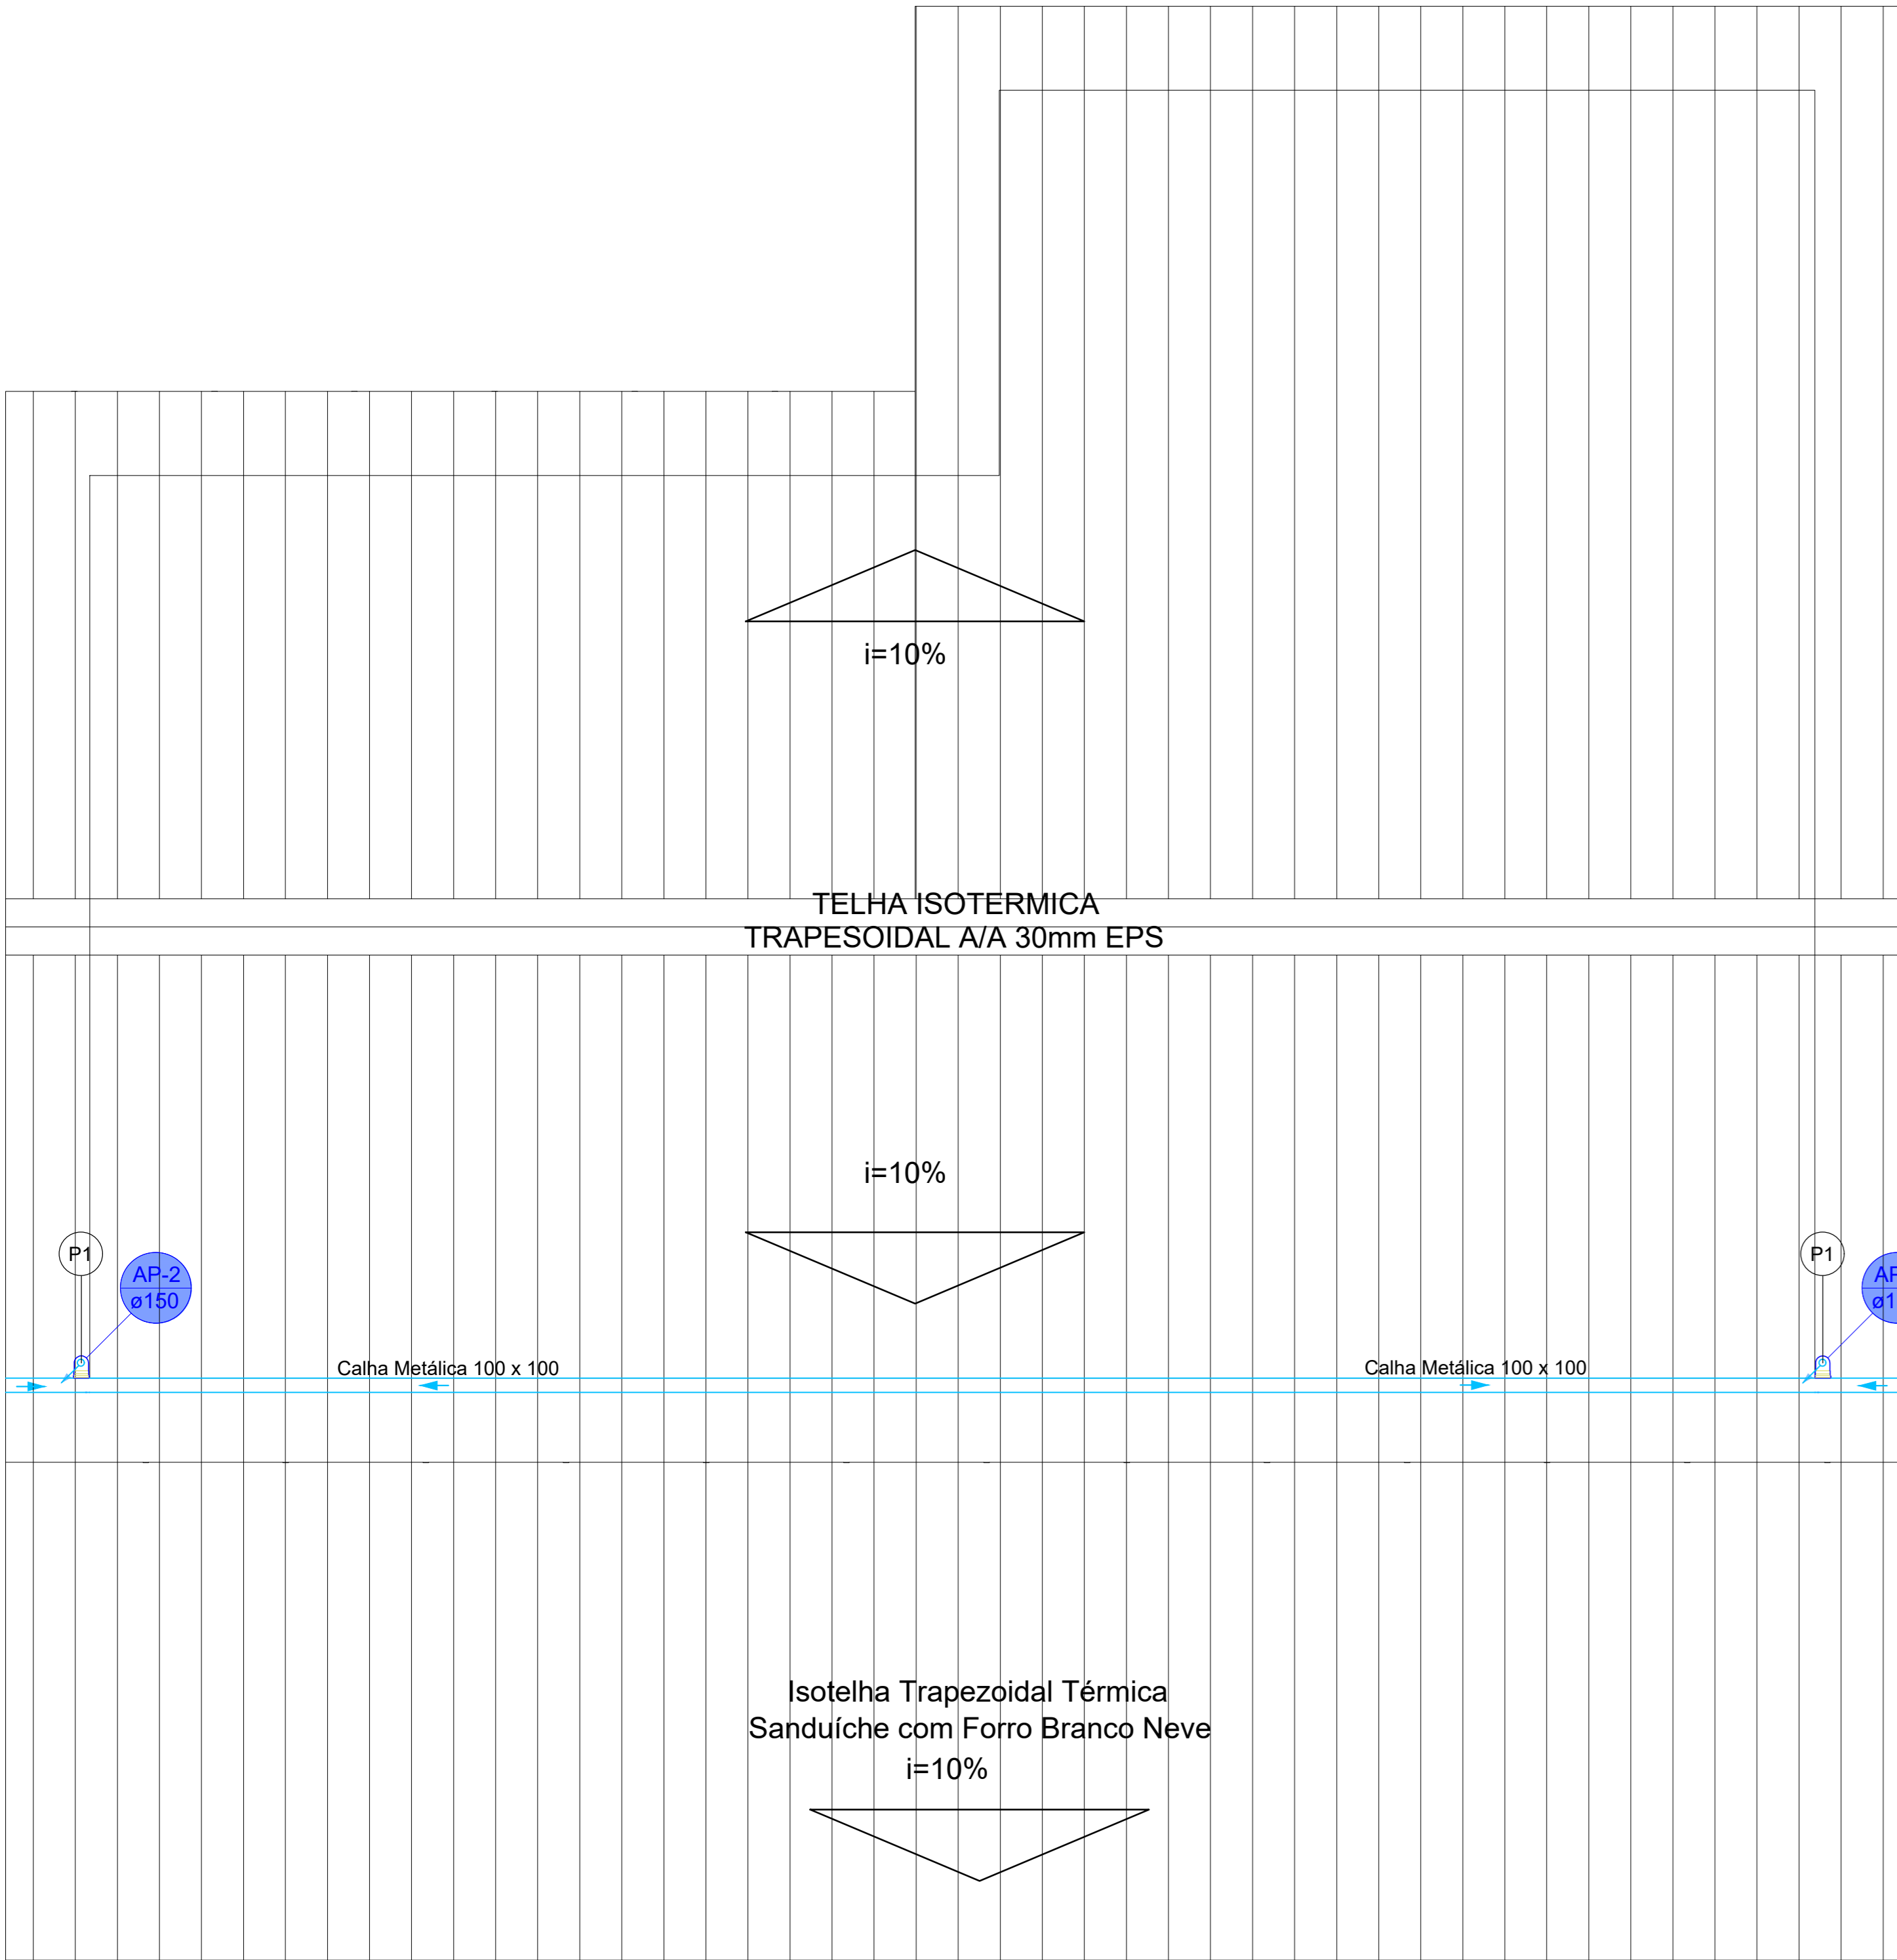 i=10%
TELHA ISOTERMICA
TRAPESOIDAL A/A 30mm EPS
i=10%
P1
AP-2
ø150
P1
Calha Metálica 100 x 100
Calha Metálica 100 x 100
Isotelha Trapezoidal Térmica
Sanduíche com Forro Branco Neve
i=10%